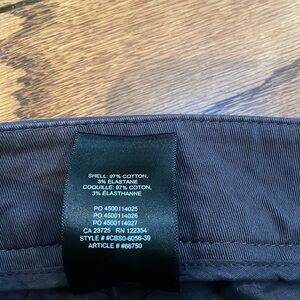 SHELL: 97% COTTON,
3% ELASTANE
COQUILLE: 97% COTON,
3% ÉLASTHANNE
PO 4500114025
PO 4500114026
PO 4500114027
CA 23725 RN 122354
STYLE # #CBS0-6056-39
ARTICLE # #66750